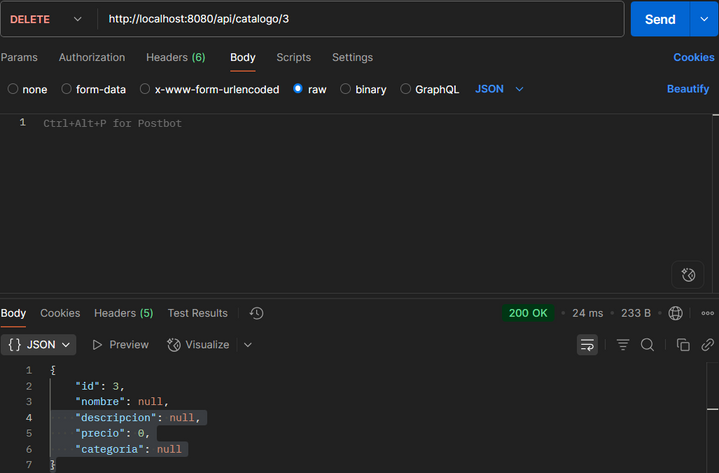 DELETE http://localhost:8080/api/catalogo/3 Send
Params Authorization Headers (6) Body Scripts Settings Cookies
none form-data x-www-form-urlencoded raw binary GraphQL JSON Beautify
1 Ctrl+Alt+P for Postbot
Body Cookies Headers (5) Test Results 200 OK • 24 ms • 233 B
{} JSON Preview Visualize
1 {
2 "id": 3,
3 "nombre": null,
4 "descripcion": null,
5 "precio": 0,
6 "categoria": null
7 }